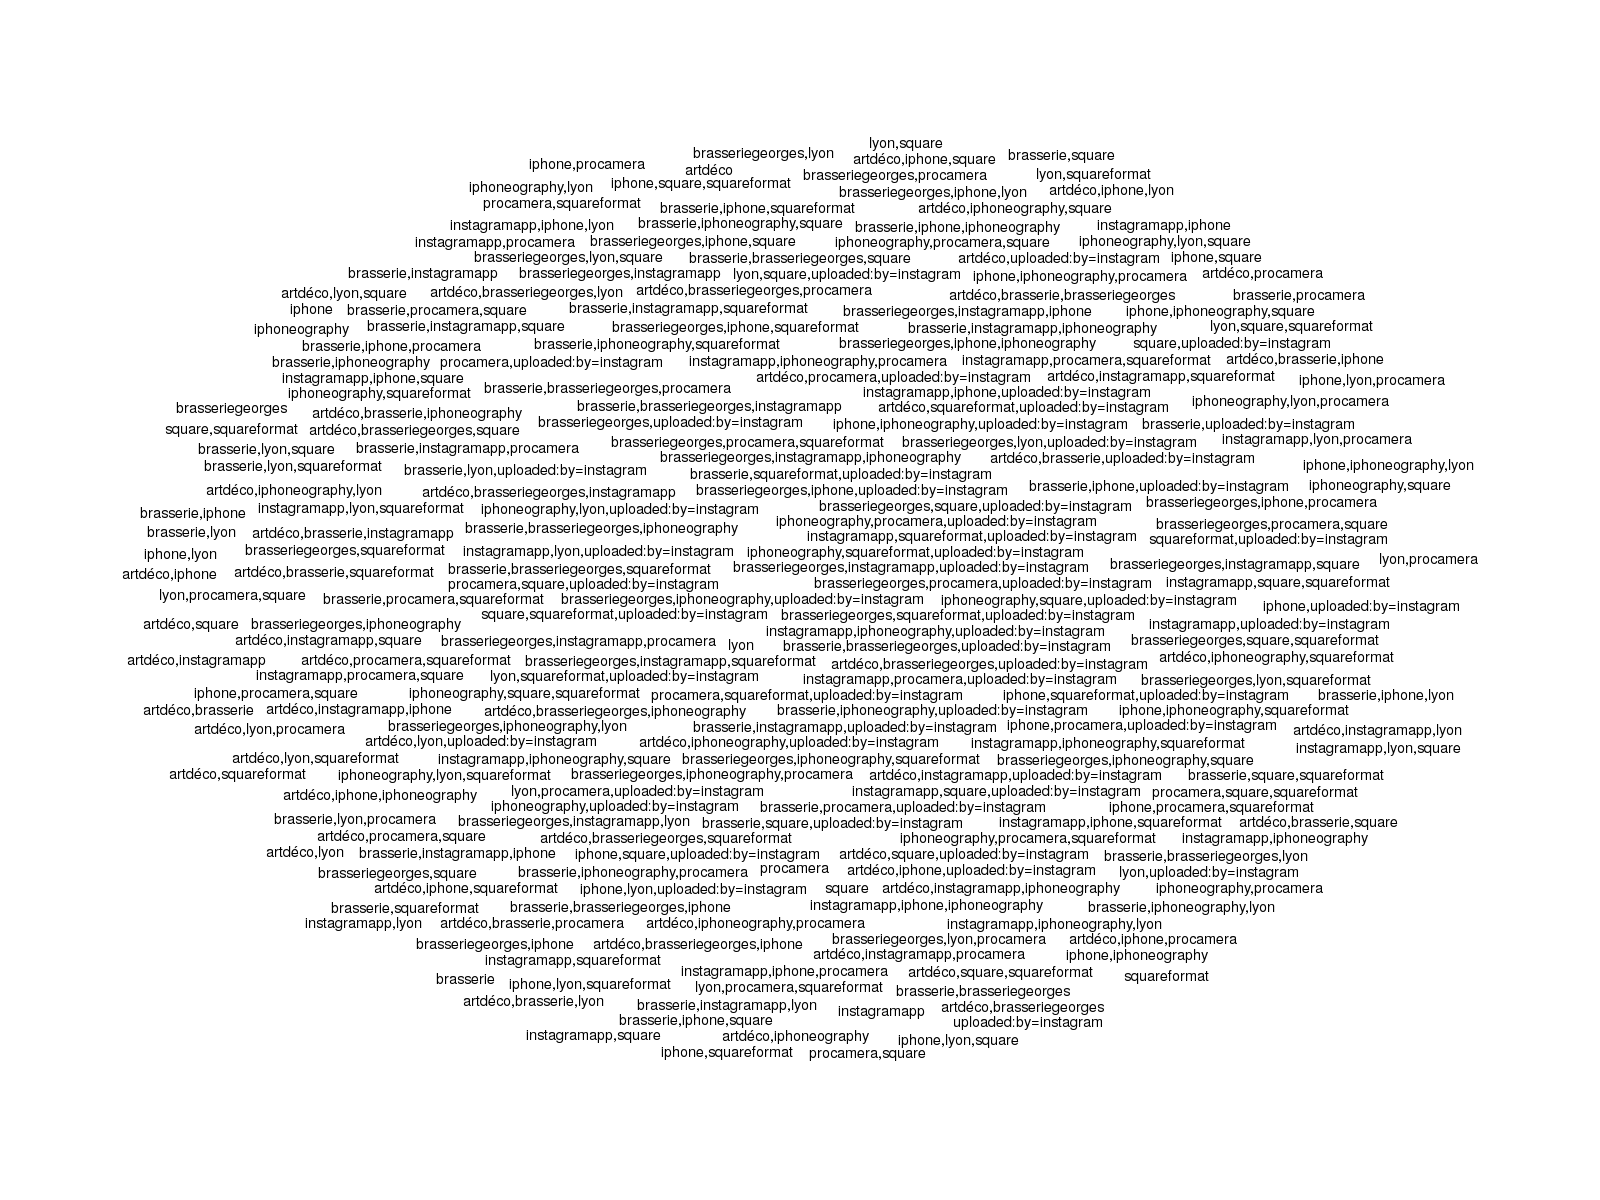 lyon,square
brasseriegeorges,lyon
artdéco,iphone,square brasserie,square
iphone,procamera artdéco
brasseriegeorges,procamera lyon,squareformat
iphoneography,lyon iphone,square,squareformat
brasseriegeorges,iphone,lyon artdéco,iphone,lyon
procamera,squareformat brasserie,iphone,squareformat artdéco,iphoneography,square
instagramapp,iphone,lyon brasserie,iphoneography,square brasserie,iphone,iphoneography instagramapp,iphone
instagramapp,procamera brasseriegeorges,iphone,square iphoneography,procamera,square iphoneography,lyon,square
brasseriegeorges,lyon,square brasserie,brasseriegeorges,square artdéco,uploaded:by=instagram iphone,square
brasserie,instagramapp brasseriegeorges,instagramapp lyon,square,uploaded:by=instagram iphone,iphoneography,procamera artdéco,procamera
artdéco,lyon,square artdéco,brasseriegeorges,lyon artdéco,brasseriegeorges,procamera artdéco,brasserie,brasseriegeorges brasserie,procamera
iphone brasserie,procamera,square brasserie,instagramapp,squareformat brasseriegeorges,instagramapp,iphone iphone,iphoneography,square
iphoneography brasserie,instagramapp,square brasseriegeorges,iphone,squareformat brasserie,instagramapp,iphoneography lyon,square,squareformat
brasserie,iphone,procamera brasserie,iphoneography,squareformat brasseriegeorges,iphone,iphoneography square,uploaded:by=instagram
brasserie,iphoneography procamera,uploaded:by=instagram instagramapp,iphoneography,procamera instagramapp,procamera,squareformat artdéco,brasserie,iphone
instagramapp,iphone,square artdéco,procamera,uploaded:by=instagram artdéco,instagramapp,squareformat iphone,lyon,procamera
iphoneography,squareformat brasserie,brasseriegeorges,procamera instagramapp,iphone,uploaded:by=instagram
brasseriegeorges artdéco,brasserie,iphoneography brasserie,brasseriegeorges,instagramapp artdéco,squareformat,uploaded:by=instagram iphoneography,lyon,procamera
square,squareformat artdéco,brasseriegeorges,square brasseriegeorges,uploaded:by=instagram iphone,iphoneography,uploaded:by=instagram brasserie,uploaded:by=instagram
brasserie,lyon,square brasserie,instagramapp,procamera brasseriegeorges,procamera,squareformat brasseriegeorges,lyon,uploaded:by=instagram instagramapp,lyon,procamera
brasseriegeorges,instagramapp,iphoneography artdéco,brasserie,uploaded:by=instagram
brasserie,lyon,squareformat brasserie,lyon,uploaded:by=instagram brasserie,squareformat,uploaded:by=instagram iphone,iphoneography,lyon
artdéco,iphoneography,lyon artdéco,brasseriegeorges,instagramapp brasseriegeorges,iphone,uploaded:by=instagram brasserie,iphone,uploaded:by=instagram iphoneography,square
brasserie,iphone instagramapp,lyon,squareformat iphoneography,lyon,uploaded:by=instagram brasseriegeorges,square,uploaded:by=instagram brasseriegeorges,iphone,procamera
brasserie,lyon artdéco,brasserie,instagramapp brasserie,brasseriegeorges,iphoneography iphoneography,procamera,uploaded:by=instagram brasseriegeorges,procamera,square
instagramapp,squareformat,uploaded:by=instagram squareformat,uploaded:by=instagram
iphone,lyon brasseriegeorges,squareformat instagramapp,lyon,uploaded:by=instagram iphoneography,squareformat,uploaded:by=instagram
artdéco,iphone artdéco,brasserie,squareformat brasserie,brasseriegeorges,squareformat brasseriegeorges,instagramapp,uploaded:by=instagram brasseriegeorges,instagramapp,square lyon,procamera
procamera,square,uploaded:by=instagram brasseriegeorges,procamera,uploaded:by=instagram instagramapp,square,squareformat
lyon,procamera,square brasserie,procamera,squareformat brasseriegeorges,iphoneography,uploaded:by=instagram iphoneography,square,uploaded:by=instagram iphone,uploaded:by=instagram
square,squareformat,uploaded:by=instagram brasseriegeorges,squareformat,uploaded:by=instagram
artdéco,square brasseriegeorges,iphoneography instagramapp,iphoneography,uploaded:by=instagram instagramapp,uploaded:by=instagram
artdéco,instagramapp,square brasseriegeorges,instagramapp,procamera lyon brasserie,brasseriegeorges,uploaded:by=instagram brasseriegeorges,square,squareformat
artdéco,instagramapp artdéco,procamera,squareformat brasseriegeorges,instagramapp,squareformat artdéco,brasseriegeorges,uploaded:by=instagram artdéco,iphoneography,squareformat
instagramapp,procamera,square lyon,squareformat,uploaded:by=instagram instagramapp,procamera,uploaded:by=instagram brasseriegeorges,lyon,squareformat
iphone,procamera,square iphoneography,square,squareformat procamera,squareformat,uploaded:by=instagram iphone,squareformat,uploaded:by=instagram brasserie,iphone,lyon
artdéco,brasserie artdéco,instagramapp,iphone artdéco,brasseriegeorges,iphoneography brasserie,iphoneography,uploaded:by=instagram iphone,iphoneography,squareformat
artdéco,lyon,procamera brasseriegeorges,iphoneography,lyon brasserie,instagramapp,uploaded:by=instagram iphone,procamera,uploaded:by=instagram artdéco,instagramapp,lyon
artdéco,lyon,uploaded:by=instagram artdéco,iphoneography,uploaded:by=instagram instagramapp,iphoneography,squareformat instagramapp,lyon,square
artdéco,lyon,squareformat instagramapp,iphoneography,square brasseriegeorges,iphoneography,squareformat brasseriegeorges,iphoneography,square
artdéco,squareformat iphoneography,lyon,squareformat brasseriegeorges,iphoneography,procamera artdéco,instagramapp,uploaded:by=instagram brasserie,square,squareformat
artdéco,iphone,iphoneography lyon,procamera,uploaded:by=instagram instagramapp,square,uploaded:by=instagram procamera,square,squareformat
iphoneography,uploaded:by=instagram brasserie,procamera,uploaded:by=instagram iphone,procamera,squareformat
brasserie,lyon,procamera brasseriegeorges,instagramapp,lyon brasserie,square,uploaded:by=instagram instagramapp,iphone,squareformat artdéco,brasserie,square
artdéco,procamera,square artdéco,brasseriegeorges,squareformat iphoneography,procamera,squareformat instagramapp,iphoneography
artdéco,lyon brasserie,instagramapp,iphone iphone,square,uploaded:by=instagram artdéco,square,uploaded:by=instagram brasserie,brasseriegeorges,lyon
brasseriegeorges,square brasserie,iphoneography,procamera procamera artdéco,iphone,uploaded:by=instagram lyon,uploaded:by=instagram
artdéco,iphone,squareformat iphone,lyon,uploaded:by=instagram square artdéco,instagramapp,iphoneography iphoneography,procamera
brasserie,squareformat brasserie,brasseriegeorges,iphone instagramapp,iphone,iphoneography brasserie,iphoneography,lyon
instagramapp,lyon artdéco,brasserie,procamera artdéco,iphoneography,procamera instagramapp,iphoneography,lyon
brasseriegeorges,iphone artdéco,brasseriegeorges,iphone brasseriegeorges,lyon,procamera artdéco,iphone,procamera
instagramapp,squareformat artdéco,instagramapp,procamera iphone,iphoneography
brasserie instagramapp,iphone,procamera artdéco,square,squareformat squareformat
iphone,lyon,squareformat lyon,procamera,squareformat brasserie,brasseriegeorges
artdéco,brasserie,lyon brasserie,instagramapp,lyon instagramapp artdéco,brasseriegeorges
brasserie,iphone,square uploaded:by=instagram
instagramapp,square artdéco,iphoneography iphone,lyon,square
iphone,squareformat procamera,square